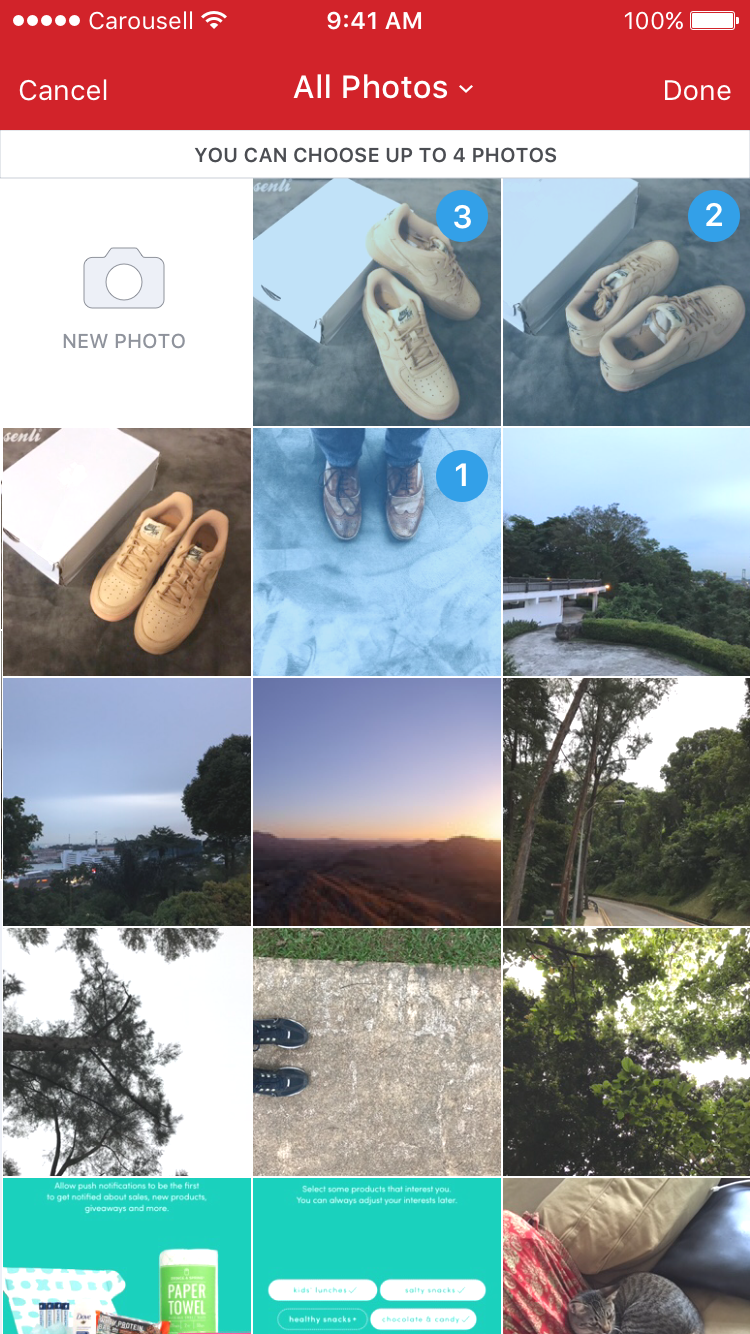 Carousell 9:41 AM 100%
Cancel All Photos Done
YOU CAN CHOOSE UP TO 4 PHOTOS
NEW PHOTO
senli
3
2
senli
1
Allow push notifications to be the first
to get notified about sales, new products,
giveaways and more.
PAPER
TOWEL
Dove
PROTEIN
Select some products that interest you.
You can always adjust your interests later.
kids' lunches ✓ salty snacks ✓
healthy snacks + chocolate & candy ✓